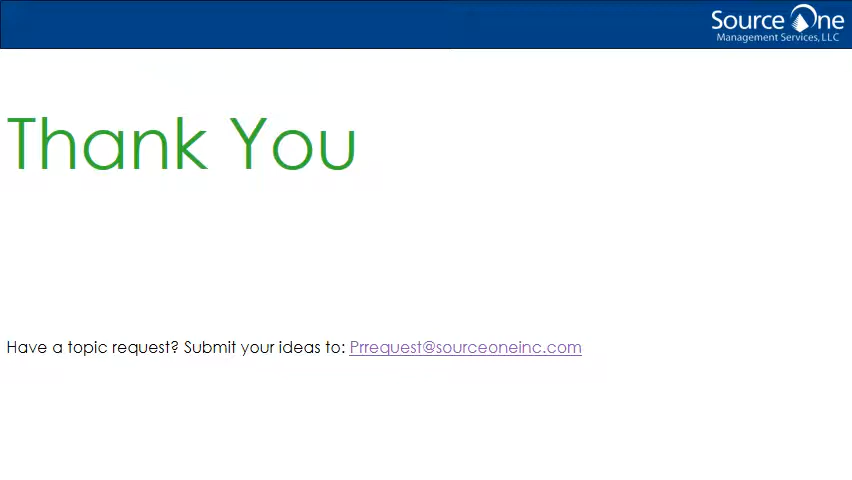 Source One
Management Services, LLC
Thank You
Have a topic request? Submit your ideas to: Prrequest@sourceoneinc.com